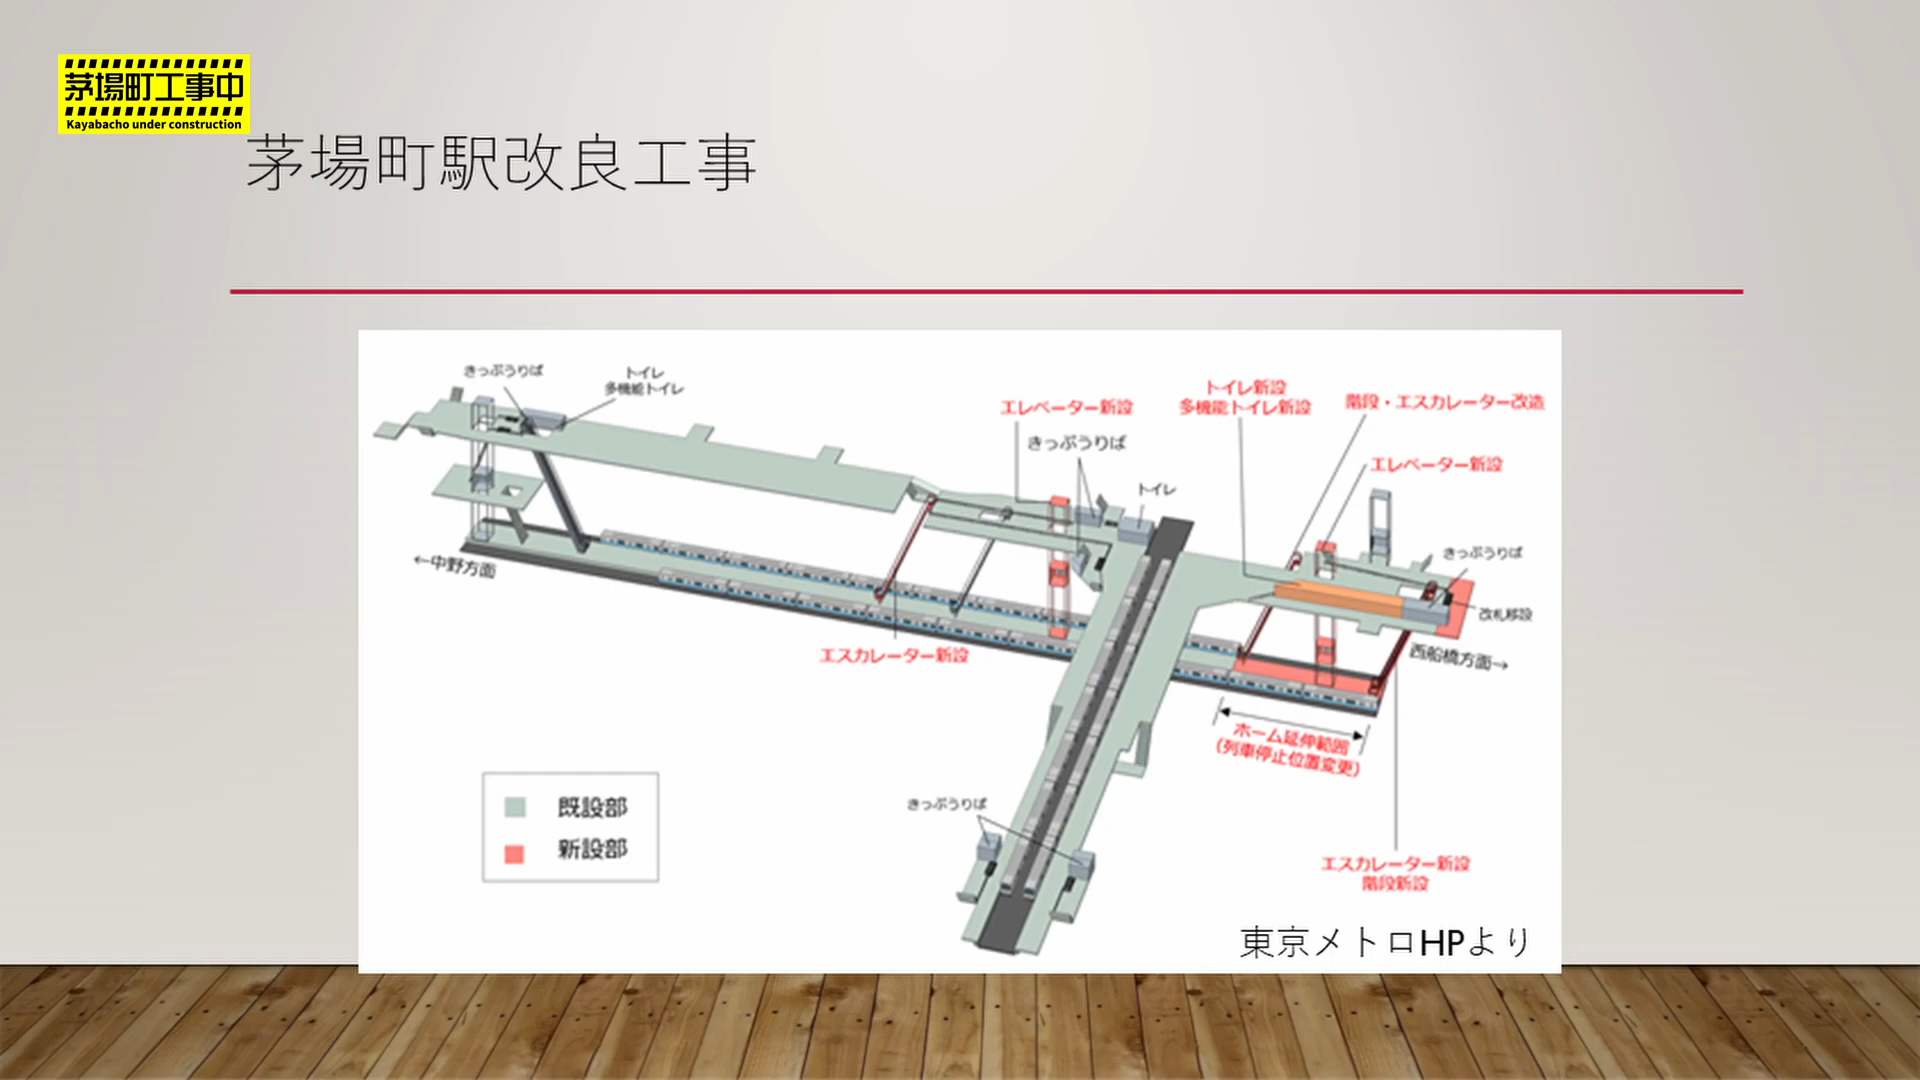 茅場町工事中
Kayabacho under construction
茅場町駅改良工事
きっぷうりば
トイレ
多機能トイレ
エレベーター新設
きっぷうりば
トイレ
トイレ新設
多機能トイレ新設
階段・エスカレーター改造
エレベーター新設
きっぷうりば
改札移設
←中野方面
西船橋方面→
エスカレーター新設
ホーム延伸範囲
(列車停止位置変更)
きっぷうりば
既設部
新設部
エスカレーター新設
階段新設
東京メトロHPより